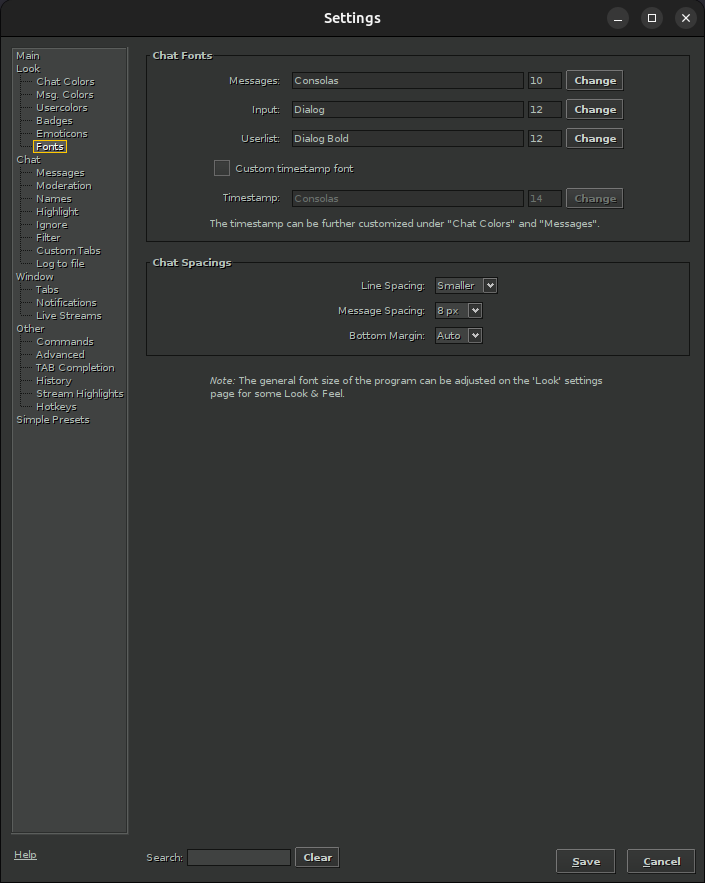 Settings
Main
Look
Chat Colors
Msg. Colors
Usercolors
Badges
Emoticons
Fonts
Chat
Messages
Moderation
Names
Highlight
Ignore
Filter
Custom Tabs
Log to file
Window
Tabs
Notifications
Live Streams
Other
Commands
Advanced
TAB Completion
History
Stream Highlights
Hotkeys
Simple Presets
Chat Fonts
Messages: Consolas 10 Change
Input: Dialog 12 Change
Userlist: Dialog Bold 12 Change
Custom timestamp font
Timestamp: Consolas 14 Change
The timestamp can be further customized under "Chat Colors" and "Messages".
Chat Spacings
Line Spacing: Smaller
Message Spacing: 8 px
Bottom Margin: Auto
Note: The general font size of the program can be adjusted on the 'Look' settings
page for some Look & Feel.
Help
Search: Clear
Save Cancel